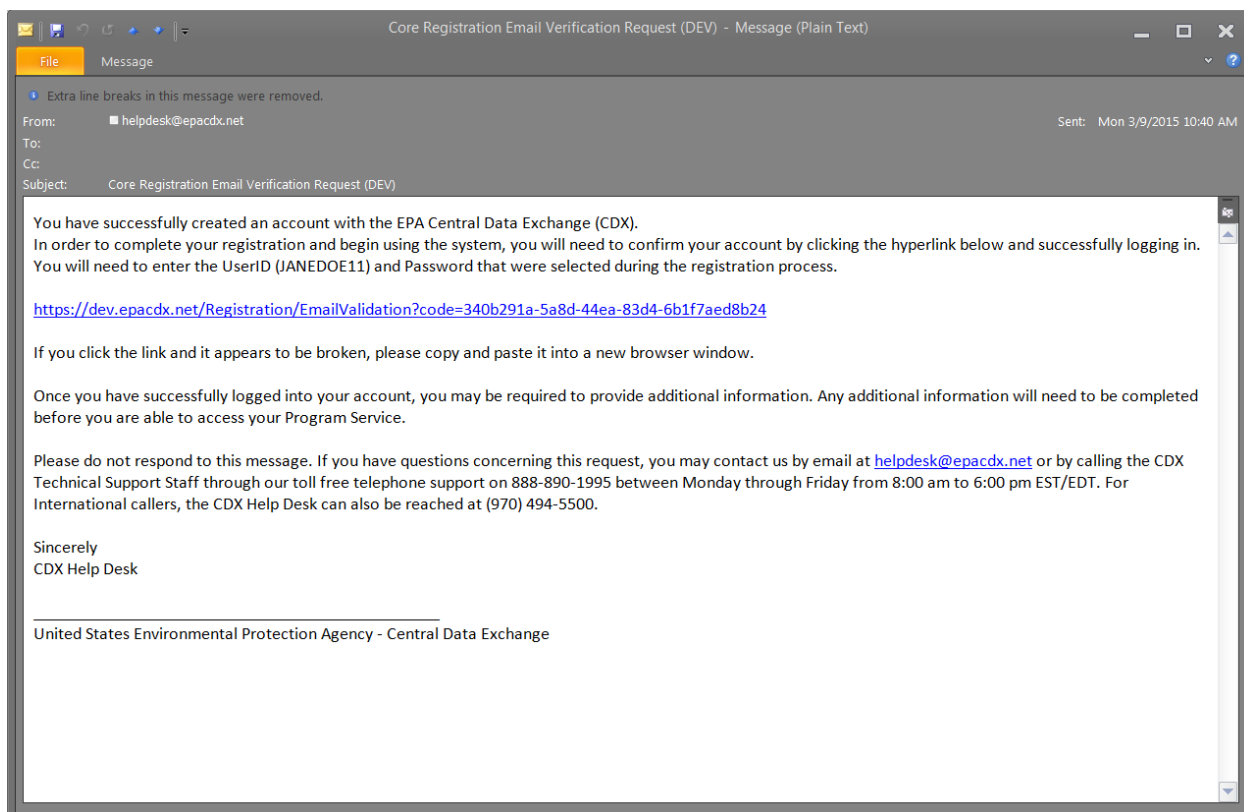 Core Registration Email Verification Request (DEV) - Message (Plain Text)
File Message
Extra line breaks in this message were removed.
From: helpdesk@epacdx.net Sent: Mon 3/9/2015 10:40 AM
To:
Cc:
Subject: Core Registration Email Verification Request (DEV)
You have successfully created an account with the EPA Central Data Exchange (CDX).
In order to complete your registration and begin using the system, you will need to confirm your account by clicking the hyperlink below and successfully logging in.
You will need to enter the UserID (JANEDOE11) and Password that were selected during the registration process.
https://dev.epacdx.net/Registration/EmailValidation?code=340b291a-5a8d-44ea-83d4-6b1f7aed8b24
If you click the link and it appears to be broken, please copy and paste it into a new browser window.
Once you have successfully logged into your account, you may be required to provide additional information. Any additional information will need to be completed
before you are able to access your Program Service.
Please do not respond to this message. If you have questions concerning this request, you may contact us by email at helpdesk@epacdx.net or by calling the CDX
Technical Support Staff through our toll free telephone support on 888-890-1995 between Monday through Friday from 8:00 am to 6:00 pm EST/EDT. For
International callers, the CDX Help Desk can also be reached at (970) 494-5500.
Sincerely
CDX Help Desk
United States Environmental Protection Agency - Central Data Exchange